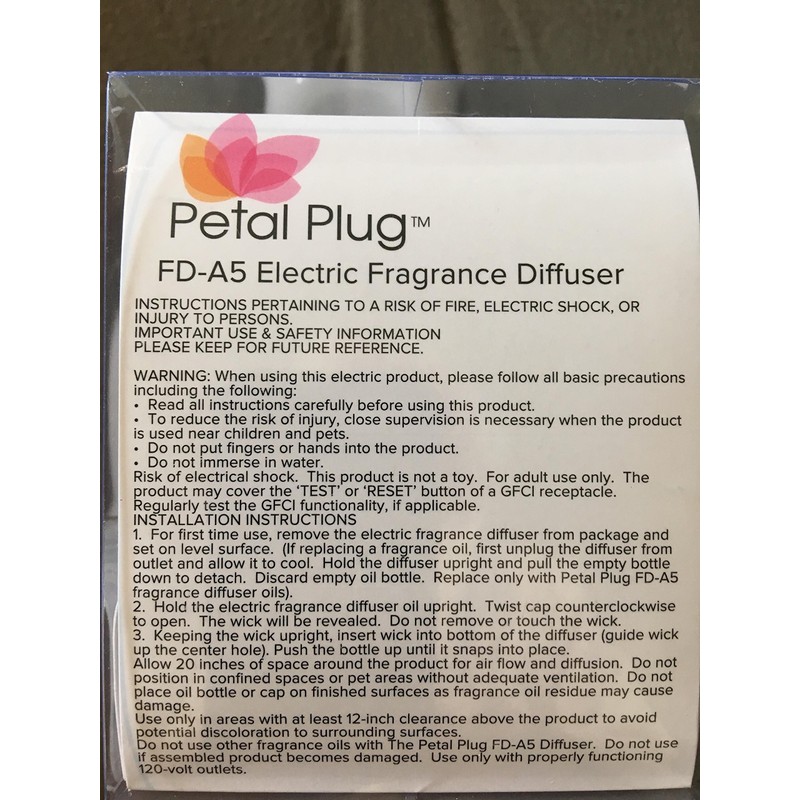 Petal Plug™
FD-A5 Electric Fragrance Diffuser
INSTRUCTIONS PERTAINING TO A RISK OF FIRE, ELECTRIC SHOCK, OR
INJURY TO PERSONS.
IMPORTANT USE & SAFETY INFORMATION
PLEASE KEEP FOR FUTURE REFERENCE.
WARNING: When using this electric product, please follow all basic precautions
including the following:
• Read all instructions carefully before using this product.
• To reduce the risk of injury, close supervision is necessary when the product
is used near children and pets.
• Do not put fingers or hands into the product.
• Do not immerse in water.
Risk of electrical shock. This product is not a toy. For adult use only. The
product may cover the ‘TEST’ or ‘RESET’ button of a GFCI receptacle.
Regularly test the GFCI functionality, if applicable.
INSTALLATION INSTRUCTIONS
1. For first time use, remove the electric fragrance diffuser from package and
set on level surface. (If replacing a fragrance oil, first unplug the diffuser from
outlet and allow it to cool. Hold the diffuser upright and pull the empty bottle
down to detach. Discard empty oil bottle. Replace only with Petal Plug FD-A5
fragrance diffuser oils).
2. Hold the electric fragrance diffuser oil upright. Twist cap counterclockwise
to open. The wick will be revealed. Do not remove or touch the wick.
3. Keeping the wick upright, insert wick into bottom of the diffuser (guide wick
up the center hole). Push the bottle up until it snaps into place.
Allow 20 inches of space around the product for air flow and diffusion. Do not
position in confined spaces or pet areas without adequate ventilation. Do not
place oil bottle or cap on finished surfaces as fragrance oil residue may cause
damage.
Use only in areas with at least 12-inch clearance above the product to avoid
potential discoloration to surrounding surfaces.
Do not use other fragrance oils with The Petal Plug FD-A5 Diffuser. Do not use
if assembled product becomes damaged. Use only with properly functioning
120-volt outlets.